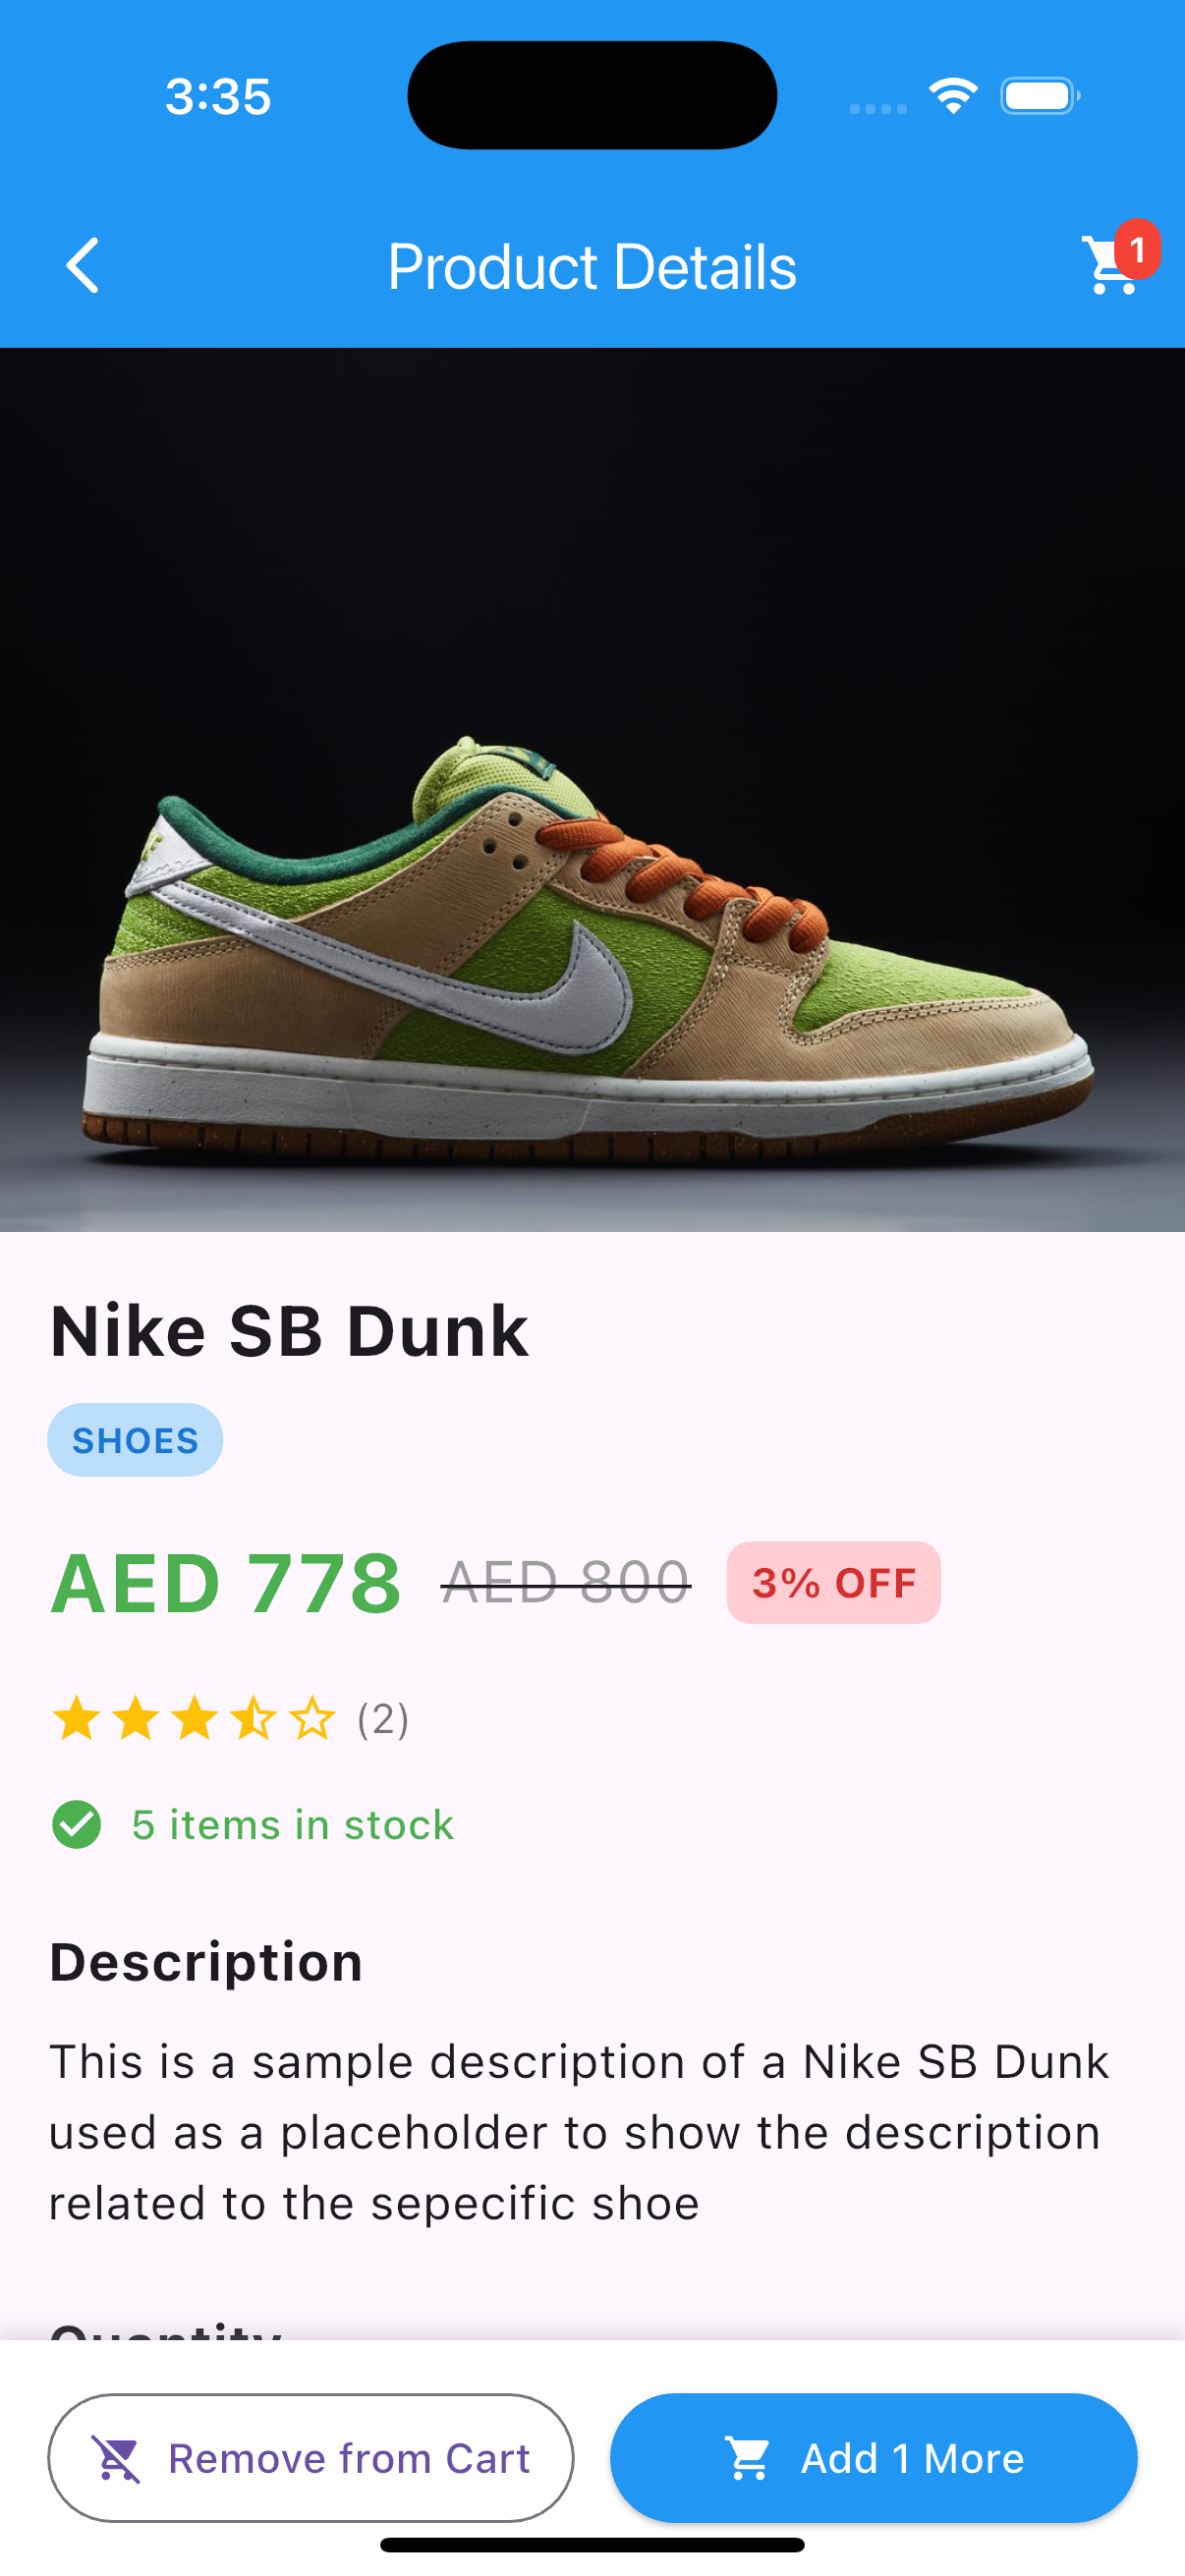 3:35
Product Details
1
Nike SB Dunk
SHOES
AED 778 AED 800 3% OFF
(2)
5 items in stock
Description
This is a sample description of a Nike SB Dunk
used as a placeholder to show the description
related to the sepecific shoe
Quantity
Remove from Cart
Add 1 More